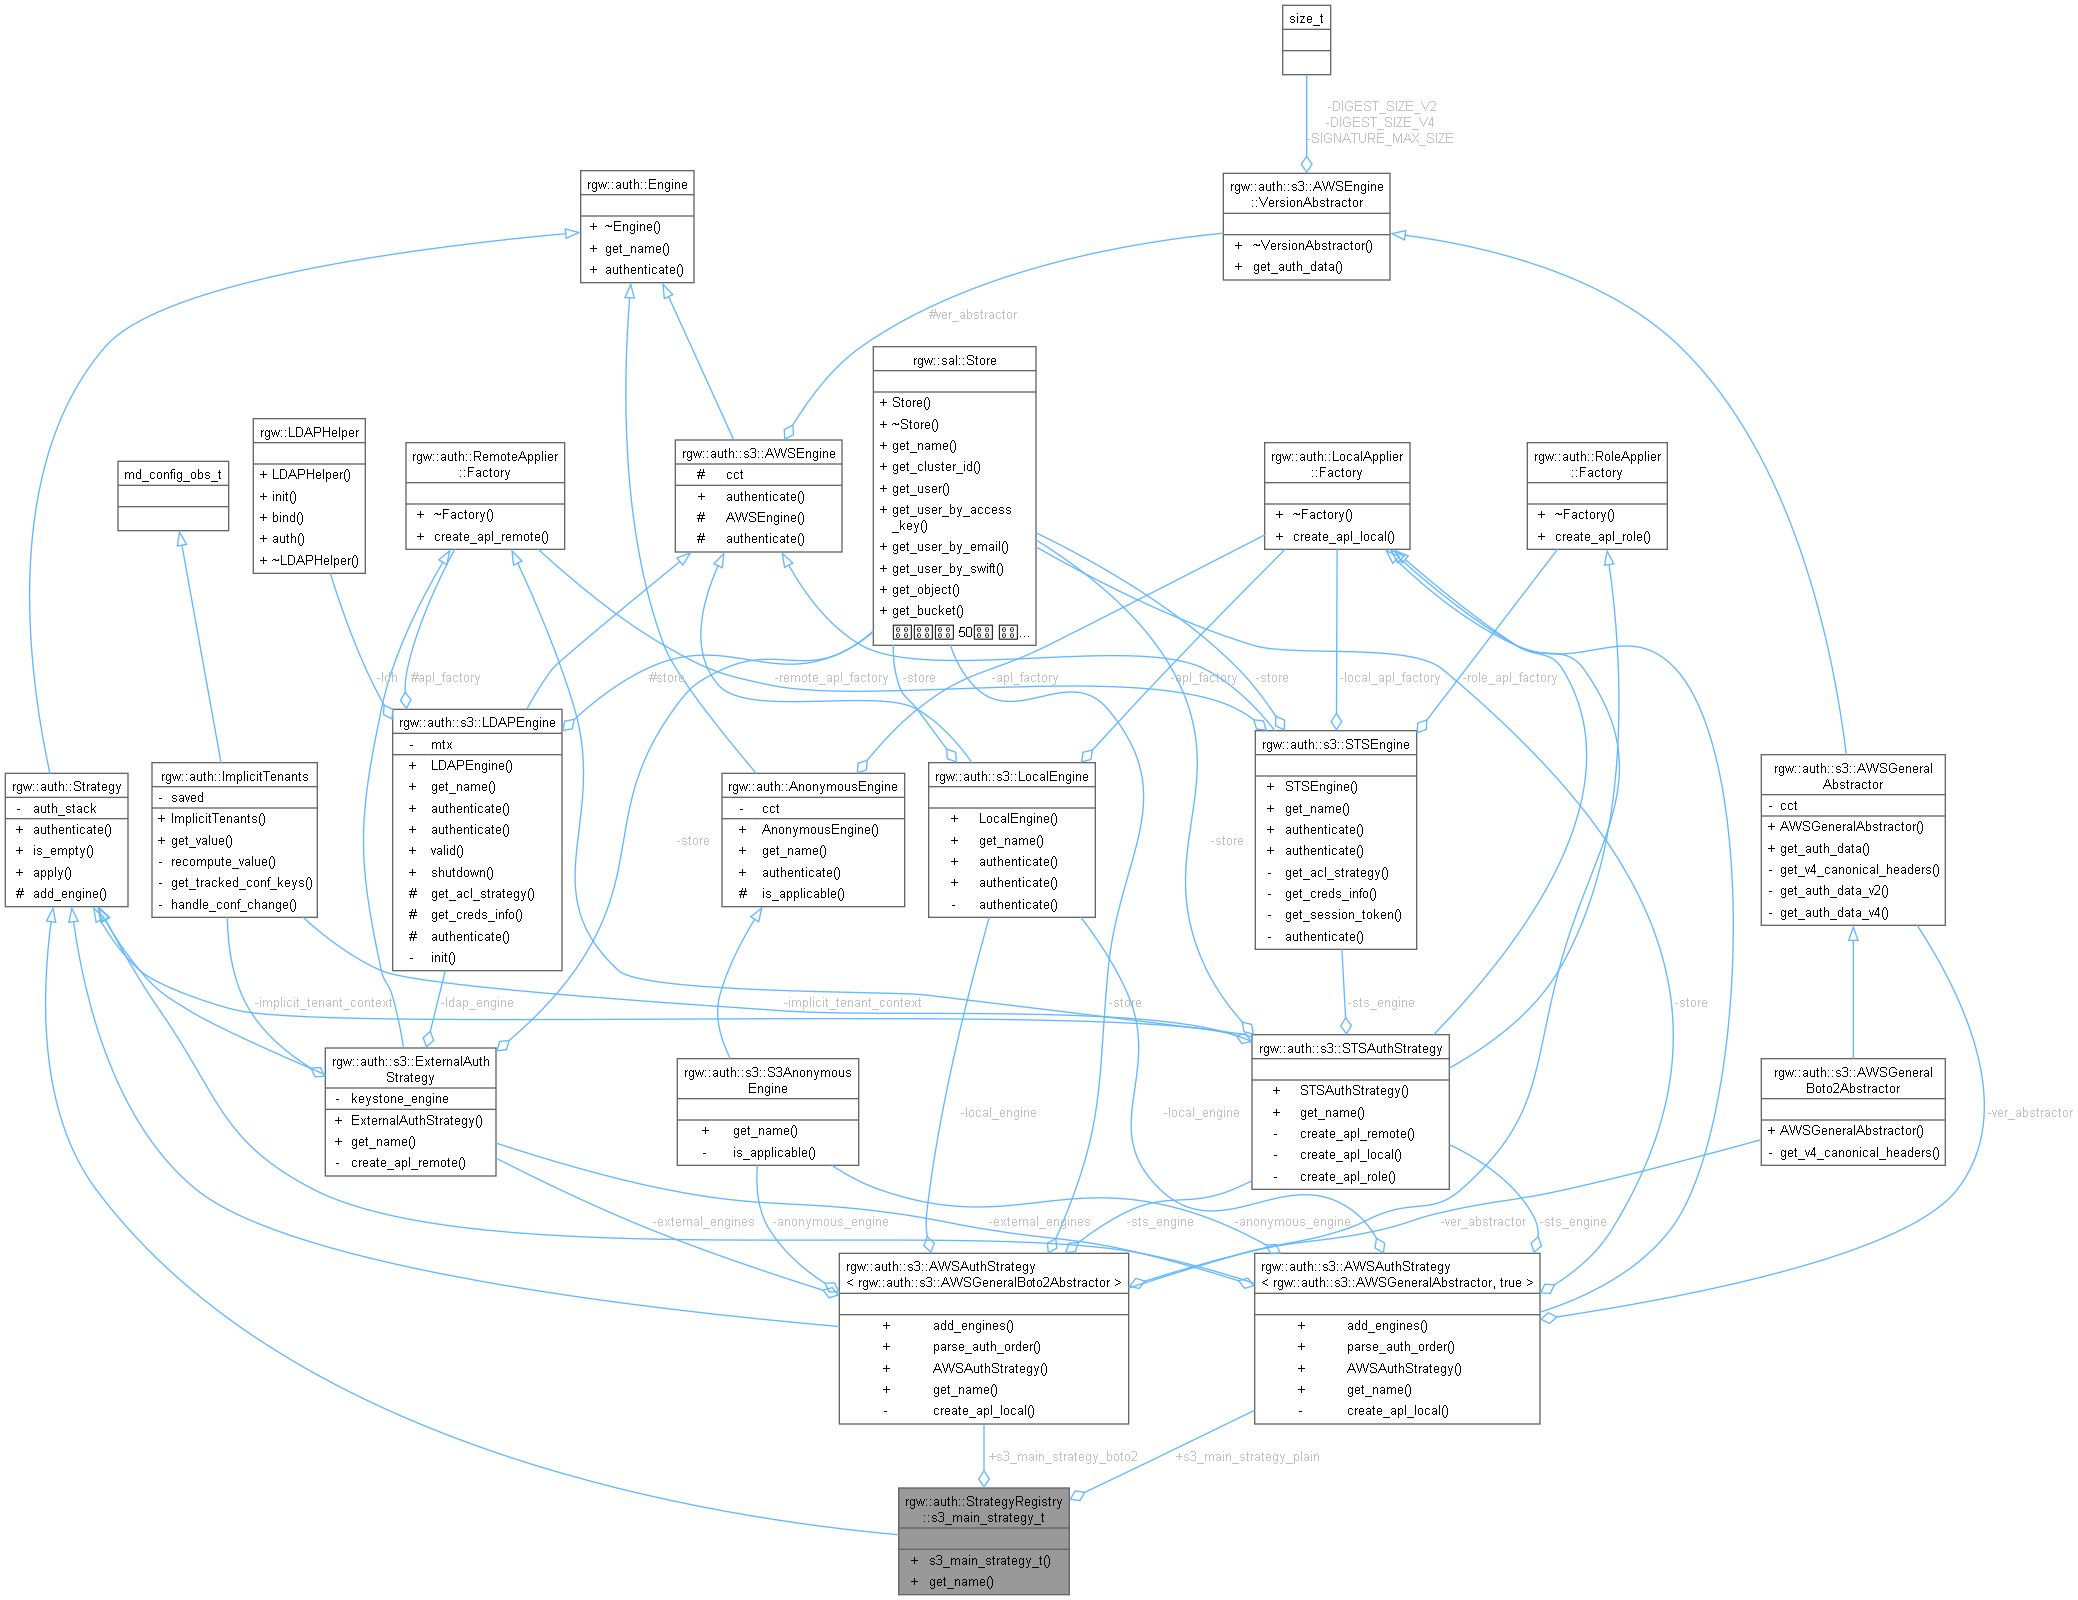 size_t
-DIGEST_SIZE_V2
-DIGEST_SIZE_V4
-SIGNATURE_MAX_SIZE
rgw::auth::Engine
+ ~Engine()
+ get_name()
+ authenticate()
rgw::auth::s3::AWSEngine
::VersionAbstractor
+ ~VersionAbstractor()
+ get_auth_data()
#ver_abstractor
rgw::sal::Store
+ Store()
+ ~Store()
+ get_name()
+ get_cluster_id()
+ get_user()
+ get_user_by_access
_key()
+ get_user_by_email()
+ get_user_by_swift()
+ get_object()
+ get_bucket()
50 ...
rgw::LDAPHelper
+ LDAPHelper()
+ init()
+ bind()
+ auth()
+ ~LDAPHelper()
rgw::auth::RemoteApplier
::Factory
+ ~Factory()
+ create_apl_remote()
rgw::auth::s3::AWSEngine
# cct
+ authenticate()
# AWSEngine()
# authenticate()
rgw::auth::LocalApplier
::Factory
+ ~Factory()
+ create_apl_local()
rgw::auth::RoleApplier
::Factory
+ ~Factory()
+ create_apl_role()
md_config_obs_t
-ldh
#apl_factory
#store
-remote_apl_factory
-store
-apl_factory
-apl_factory
-store
-local_apl_factory
-role_apl_factory
rgw::auth::Strategy
- auth_stack
+ authenticate()
+ is_empty()
+ apply()
# add_engine()
rgw::auth::ImplicitTenants
- saved
+ ImplicitTenants()
+ get_value()
- recompute_value()
- get_tracked_conf_keys()
- handle_conf_change()
rgw::auth::s3::LDAPEngine
- mtx
+ LDAPEngine()
+ get_name()
+ authenticate()
+ authenticate()
+ valid()
+ shutdown()
# get_acl_strategy()
# get_creds_info()
# authenticate()
- init()
-store
rgw::auth::AnonymousEngine
- cct
+ AnonymousEngine()
+ get_name()
+ authenticate()
# is_applicable()
rgw::auth::s3::LocalEngine
+ LocalEngine()
+ get_name()
+ authenticate()
+ authenticate()
- authenticate()
-store
rgw::auth::s3::STSEngine
+ STSEngine()
+ get_name()
+ authenticate()
+ authenticate()
- get_acl_strategy()
- get_creds_info()
- get_session_token()
- authenticate()
rgw::auth::s3::AWSGeneral
Abstractor
- cct
+ AWSGeneralAbstractor()
+ get_auth_data()
- get_v4_canonical_headers()
- get_auth_data_v2()
- get_auth_data_v4()
-implicit_tenant_context
-ldap_engine
-implicit_tenant_context
-store
-sts_engine
-store
rgw::auth::s3::ExternalAuth
Strategy
- keystone_engine
+ ExternalAuthStrategy()
+ get_name()
- create_apl_remote()
rgw::auth::s3::S3Anonymous
Engine
+ get_name()
- is_applicable()
-local_engine
-local_engine
rgw::auth::s3::STSAuthStrategy
+ STSAuthStrategy()
+ get_name()
- create_apl_remote()
- create_apl_local()
- create_apl_role()
rgw::auth::s3::AWSGeneral
Boto2Abstractor
+ AWSGeneralAbstractor()
- get_v4_canonical_headers()
-ver_abstractor
-external_engines
-anonymous_engine
-external_engines
-sts_engine
-anonymous_engine
-ver_abstractor
-sts_engine
rgw::auth::s3::AWSAuthStrategy
< rgw::auth::s3::AWSGeneralBoto2Abstractor >
+ add_engines()
+ parse_auth_order()
+ AWSAuthStrategy()
+ get_name()
- create_apl_local()
rgw::auth::s3::AWSAuthStrategy
< rgw::auth::s3::AWSGeneralAbstractor, true >
+ add_engines()
+ parse_auth_order()
+ AWSAuthStrategy()
+ get_name()
- create_apl_local()
+s3_main_strategy_boto2
+s3_main_strategy_plain
rgw::auth::StrategyRegistry
::s3_main_strategy_t
+ s3_main_strategy_t()
+ get_name()